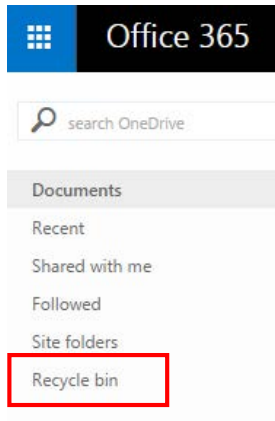 Office 365
search OneDrive
Documents
Recent
Shared with me
Followed
Site folders
Recycle bin